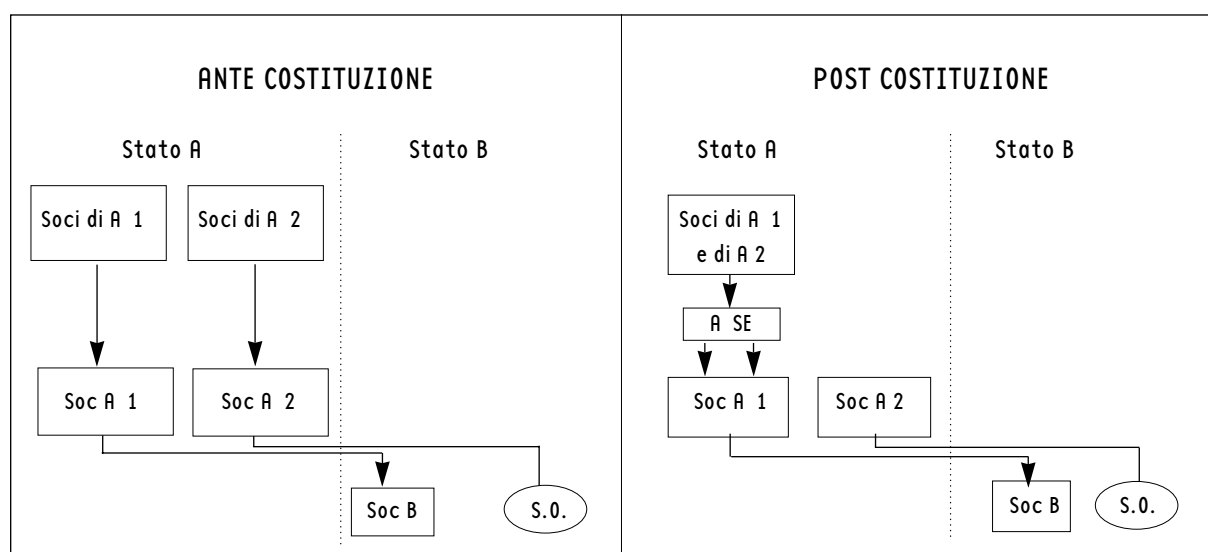 ANTE COSTITUZIONE
Stato A
Stato B
Soci di A 1
Soci di A 2
Soc A 1
Soc A 2
Soc B
S.O.
POST COSTITUZIONE
Stato A
Stato B
Soci di A 1
e di A 2
A SE
Soc A 1
Soc A 2
Soc B
S.O.